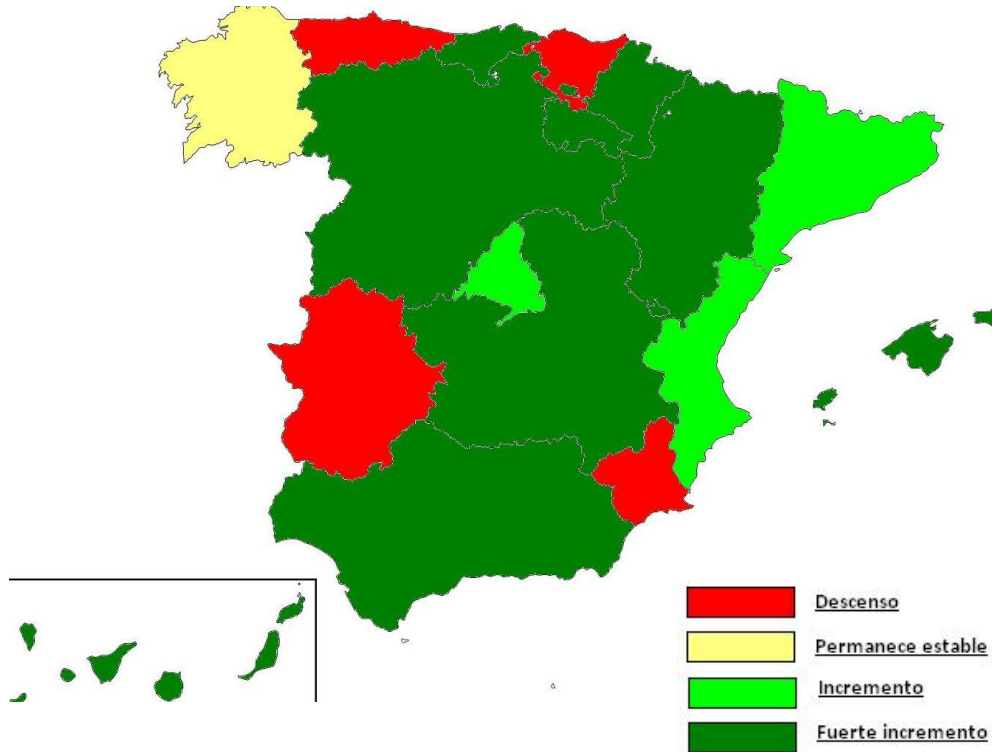 Descenso
Permanece estable
Incremento
Fuerte incremento